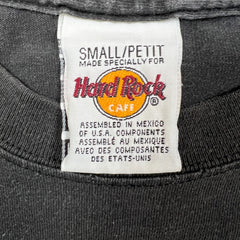 SMALL/PETIT
MADE SPECIALLY FOR
Hard Rock
CAFE
®
ASSEMBLED IN MEXICO
OF U.S.A. COMPONENTS
ASSEMBLÉ AU MEXIQUE
AVEC DES COMPOSANTES
DES ETATS-UNIS